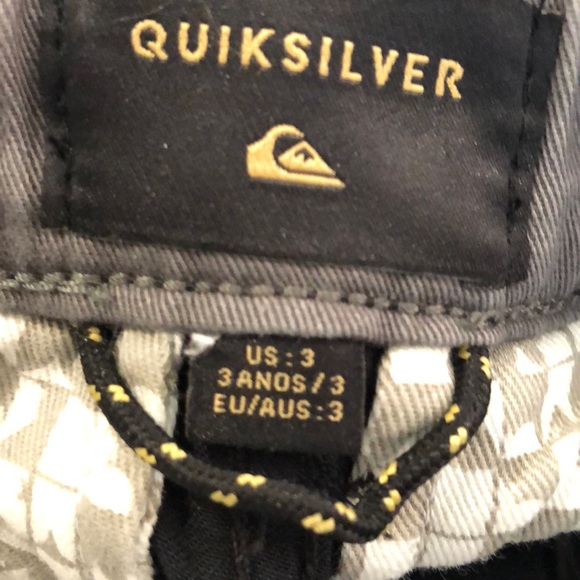 QUIKSILVER
US : 3
3 ANOS / 3
EU/AUS : 3